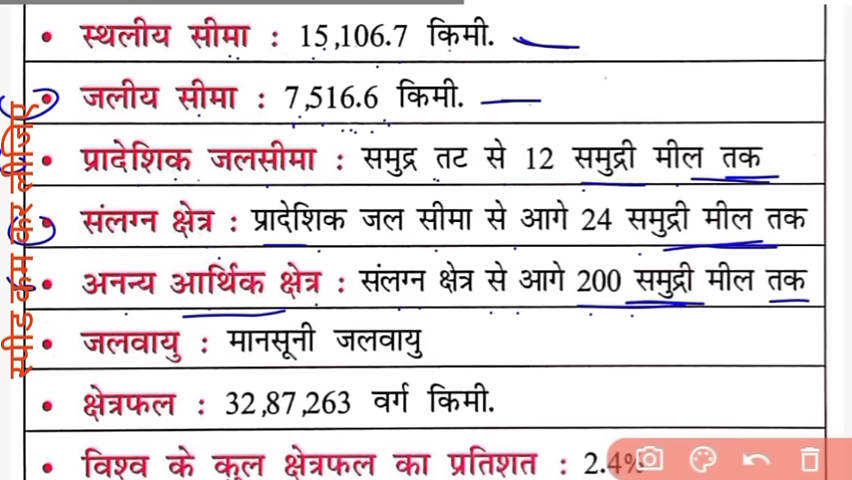 • स्थलीय सीमा : 15,106.7 किमी.
• जलीय सीमा : 7,516.6 किमी.
• प्रादेशिक जलसीमा : समुद्र तट से 12 समुद्री मील तक
• संलग्न क्षेत्र : प्रादेशिक जल सीमा से आगे 24 समुद्री मील तक
• अनन्य आर्थिक क्षेत्र : संलग्न क्षेत्र से आगे 200 समुद्री मील तक
• जलवायु : मानसूनी जलवायु
• क्षेत्रफल : 32,87,263 वर्ग किमी.
• विश्व के कुल क्षेत्रफल का प्रतिशत : 2.4%
स्पीड कम कर लीजिए